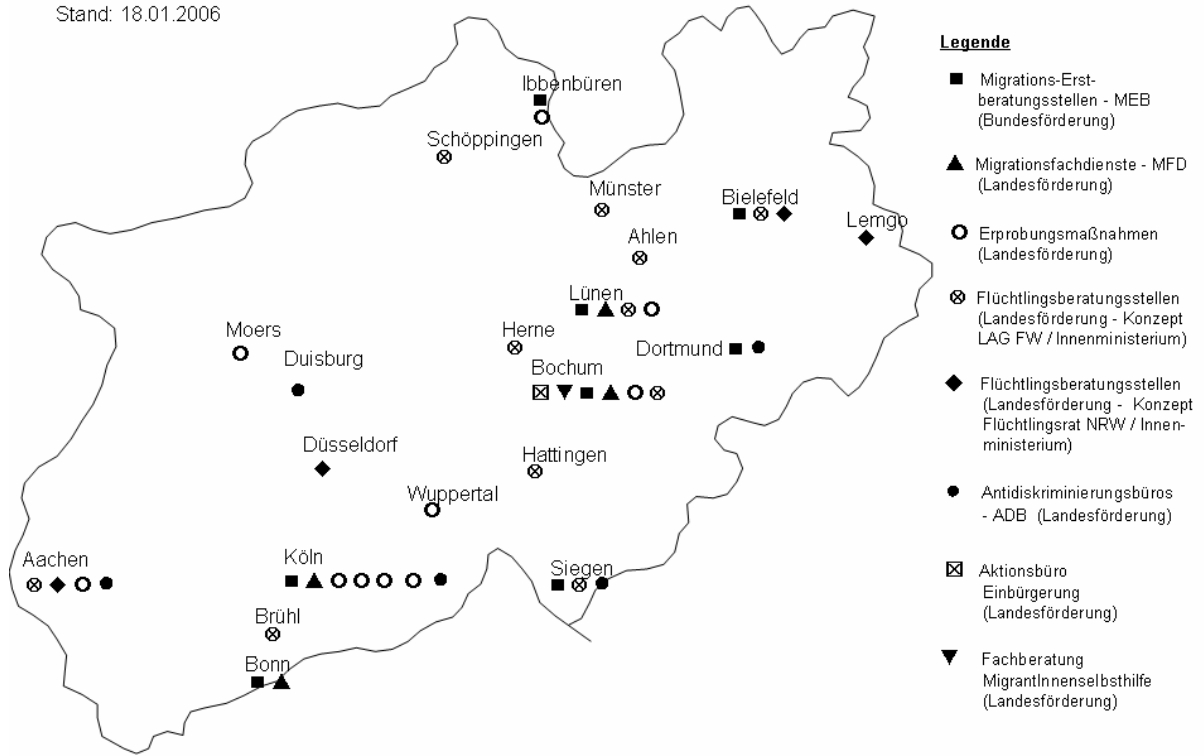 Stand: 18.01.2006
Ibbenbüren
Schöppingen
Münster
Bielefeld
Lemgo
Ahlen
Lünen
Moers
Herne
Dortmund
Duisburg
Bochum
Düsseldorf
Hattingen
Wuppertal
Aachen
Köln
Siegen
Brühl
Bonn
Legende
Migrations-Erst-
beratungsstellen - MEB
(Bundesförderung)
Migrationsfachdienste - MFD
(Landesförderung)
Erprobungsmaßnahmen
(Landesförderung)
Flüchtlingsberatungsstellen
(Landesförderung - Konzept
LAG FW / Innenministerium)
Flüchtlingsberatungsstellen
(Landesförderung - Konzept
Flüchtlingsrat NRW / Innen-
ministerium)
Antidiskriminierungsbüros
- ADB (Landesförderung)
Aktionsbüro
Einbürgerung
(Landesförderung)
Fachberatung
MigrantInnenselbsthilfe
(Landesförderung)